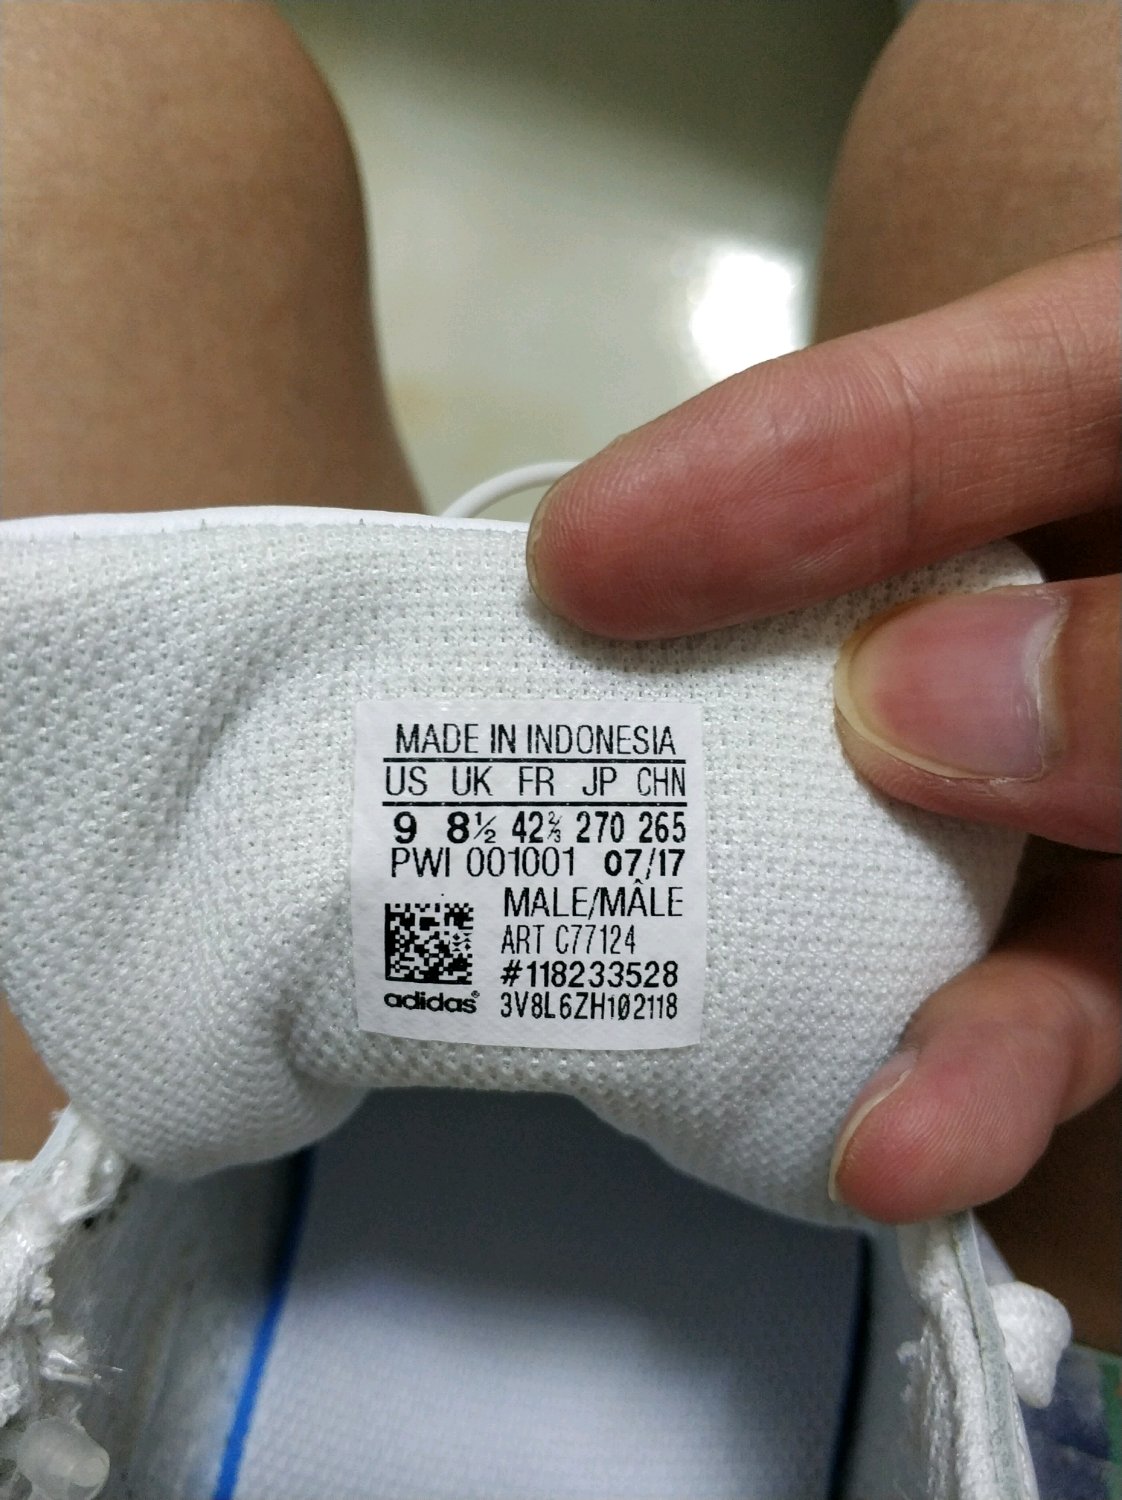 MADE IN INDONESIA
US UK FR JP CHN
9 8½ 42⅔ 270 265
PWI 001001 07/17
MALE/MÂLE
ART C77124
#118233528
adidas® 3V8L6ZH102118